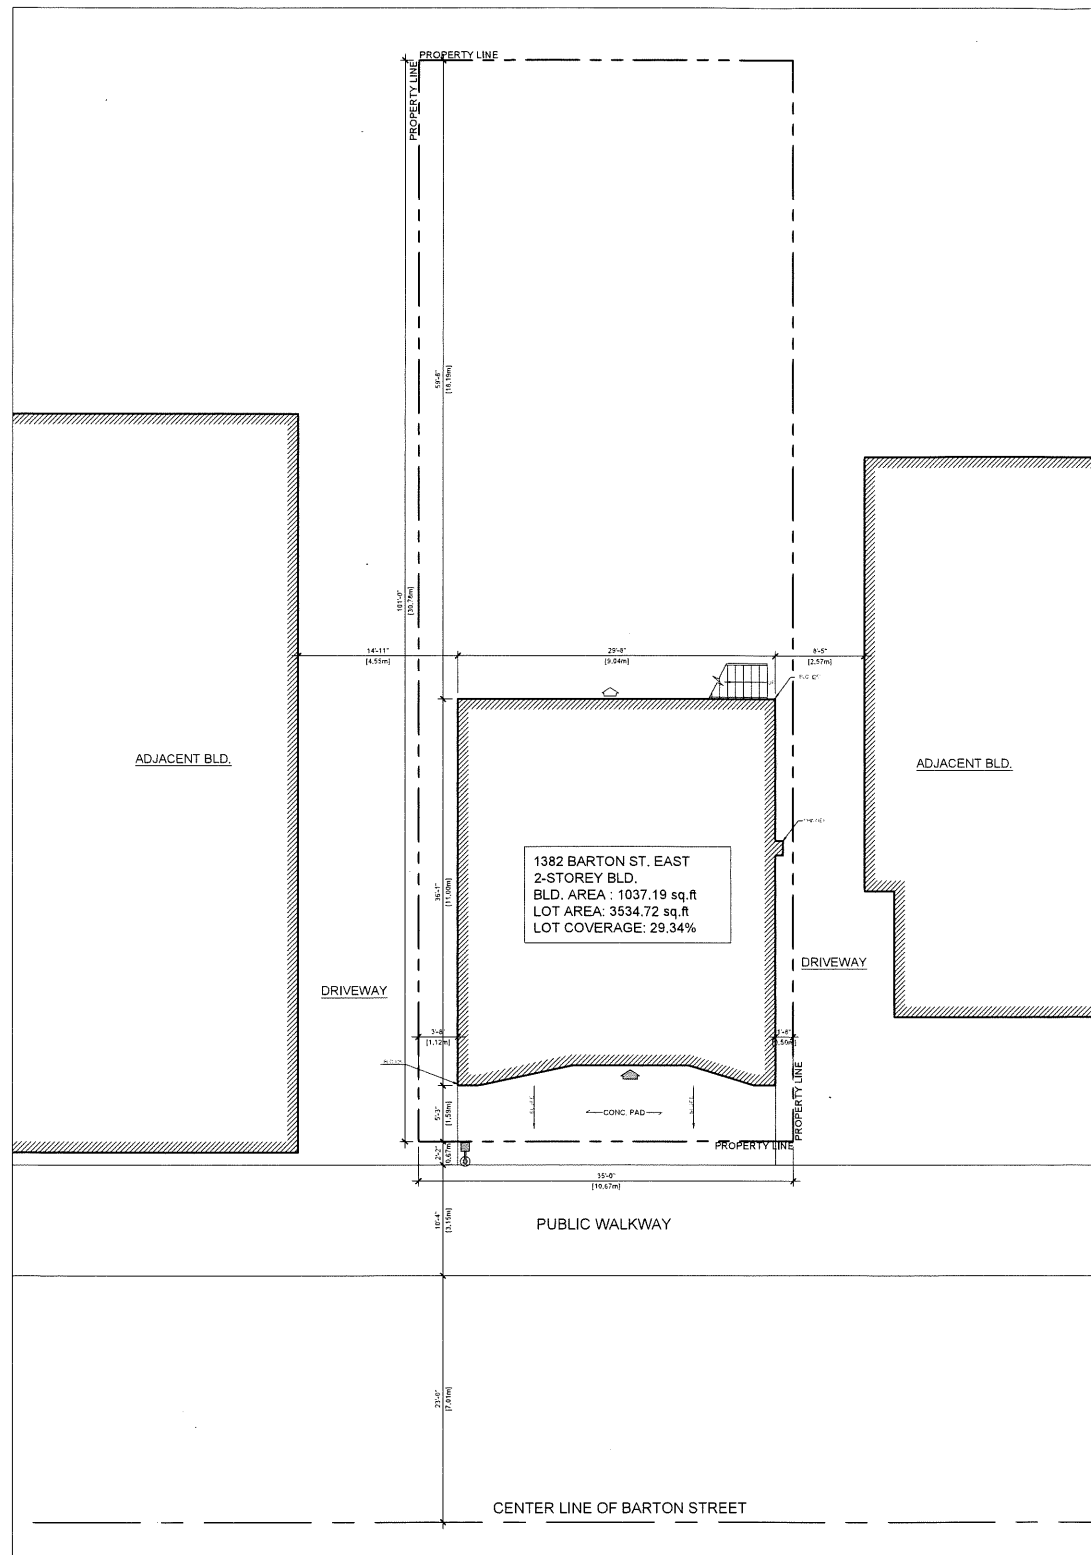 PROPERTY LINE
PROPERTY LINE
59'-8"
[18.19m]
101'-0"
[30.78m]
14'-11"
[4.55m]
29'-8"
[9.04m]
8'-5"
[2.57m]
ADJACENT BLD.
ADJACENT BLD.
36'-1"
[11.00m]
1382 BARTON ST. EAST
2-STOREY BLD.
BLD. AREA : 1037.19 sq.ft
LOT AREA: 3534.72 sq.ft
LOT COVERAGE: 29.34%
DRIVEWAY
DRIVEWAY
3'-8"
[1.12m]
5'-3"
[1.59m]
CONC. PAD
PROPERTY LINE
PROPERTY LINE
2'-2"
0.67m
35'-0"
[10.67m]
10'-4"
[3.15m]
PUBLIC WALKWAY
23'-0"
[7.01m]
CENTER LINE OF BARTON STREET